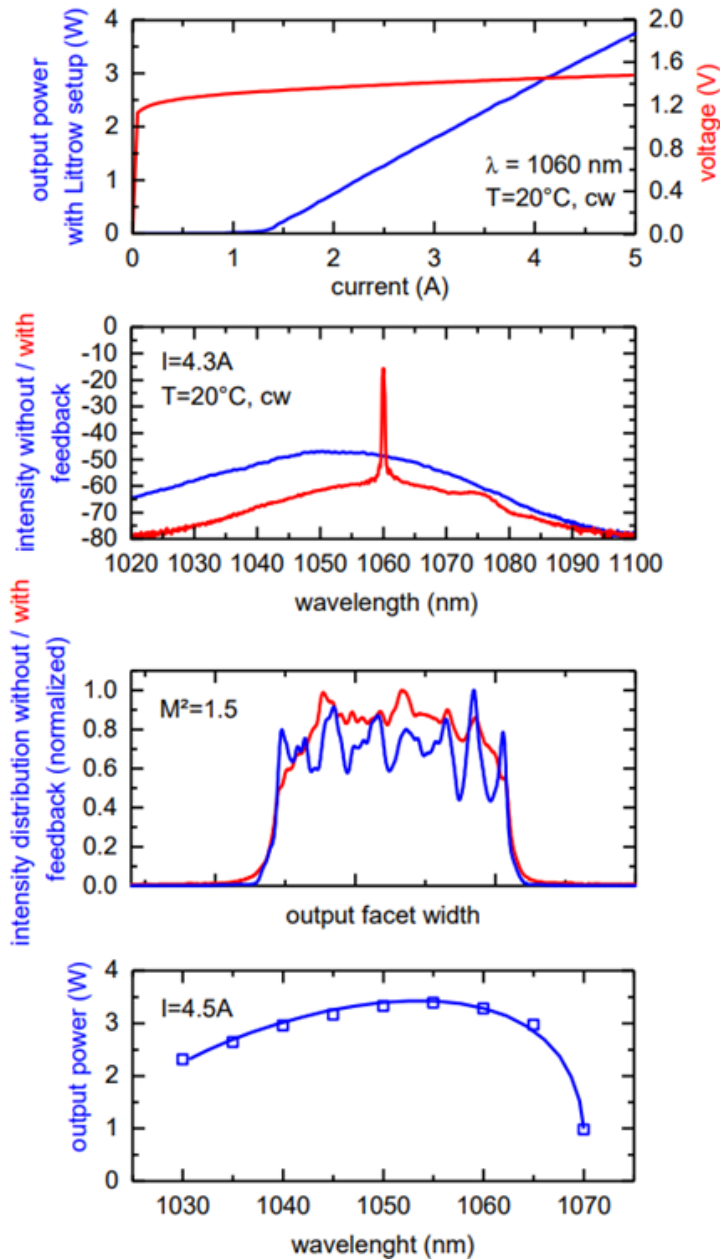 output power
with Littrow setup (W)
4
3
2
1
0
2.0
1.6
1.2
0.8
0.4
0.0
voltage (V)
λ = 1060 nm
T=20°C, cw
0 1 2 3 4 5
current (A)
intensity without / with
feedback
0
-10
-20
-30
-40
-50
-60
-70
-80
I=4.3A
T=20°C, cw
1020 1030 1040 1050 1060 1070 1080 1090 1100
wavelength (nm)
intensity distribution without / with
feedback (normalized)
1.0
0.8
0.6
0.4
0.2
0.0
M²=1.5
output facet width
output power (W)
4
3
2
1
0
I=4.5A
1030 1040 1050 1060 1070
wavelenght (nm)